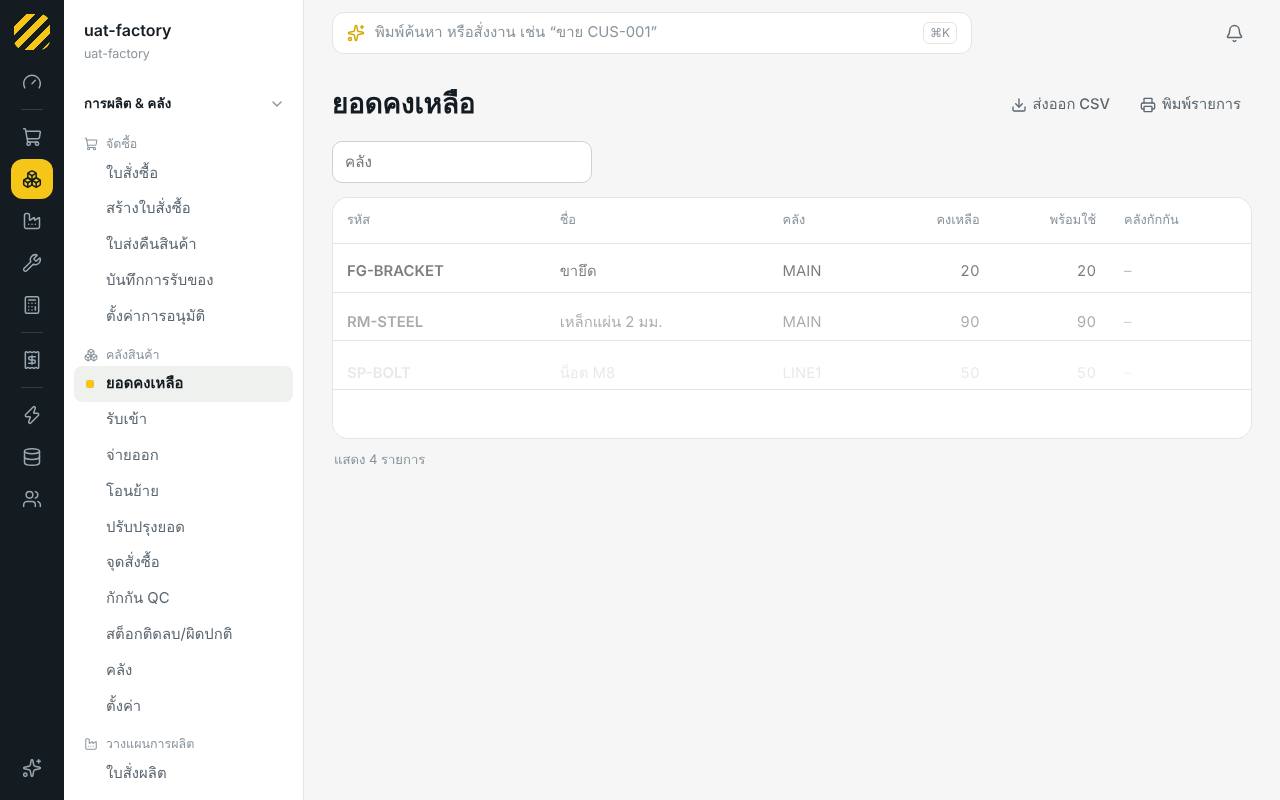 uat-factory
uat-factory
การผลิต & คลัง
จัดซื้อ
ใบสั่งซื้อ
สร้างใบสั่งซื้อ
ใบส่งคืนสินค้า
บันทึกการรับของ
ตั้งค่าการอนุมัติ
คลังสินค้า
ยอดคงเหลือ
รับเข้า
จ่ายออก
โอนย้าย
ปรับปรุงยอด
จุดสั่งซื้อ
กักกัน QC
สต็อกติดลบ/ผิดปกติ
คลัง
ตั้งค่า
วางแผนการผลิต
ใบสั่งผลิต
พิมพ์ค้นหา หรือสั่งงาน เช่น “ขาย CUS-001” ⌘K
ยอดคงเหลือ ส่งออก CSV พิมพ์รายการ
คลัง
รหัส ชื่อ คลัง คงเหลือ พร้อมใช้ คลังกักกัน
FG-BRACKET ขายึด MAIN 20 20 –
RM-STEEL เหล็กแผ่น 2 มม. MAIN 90 90 –
SP-BOLT น็อต M8 LINE1 50 50 –
แสดง 4 รายการ